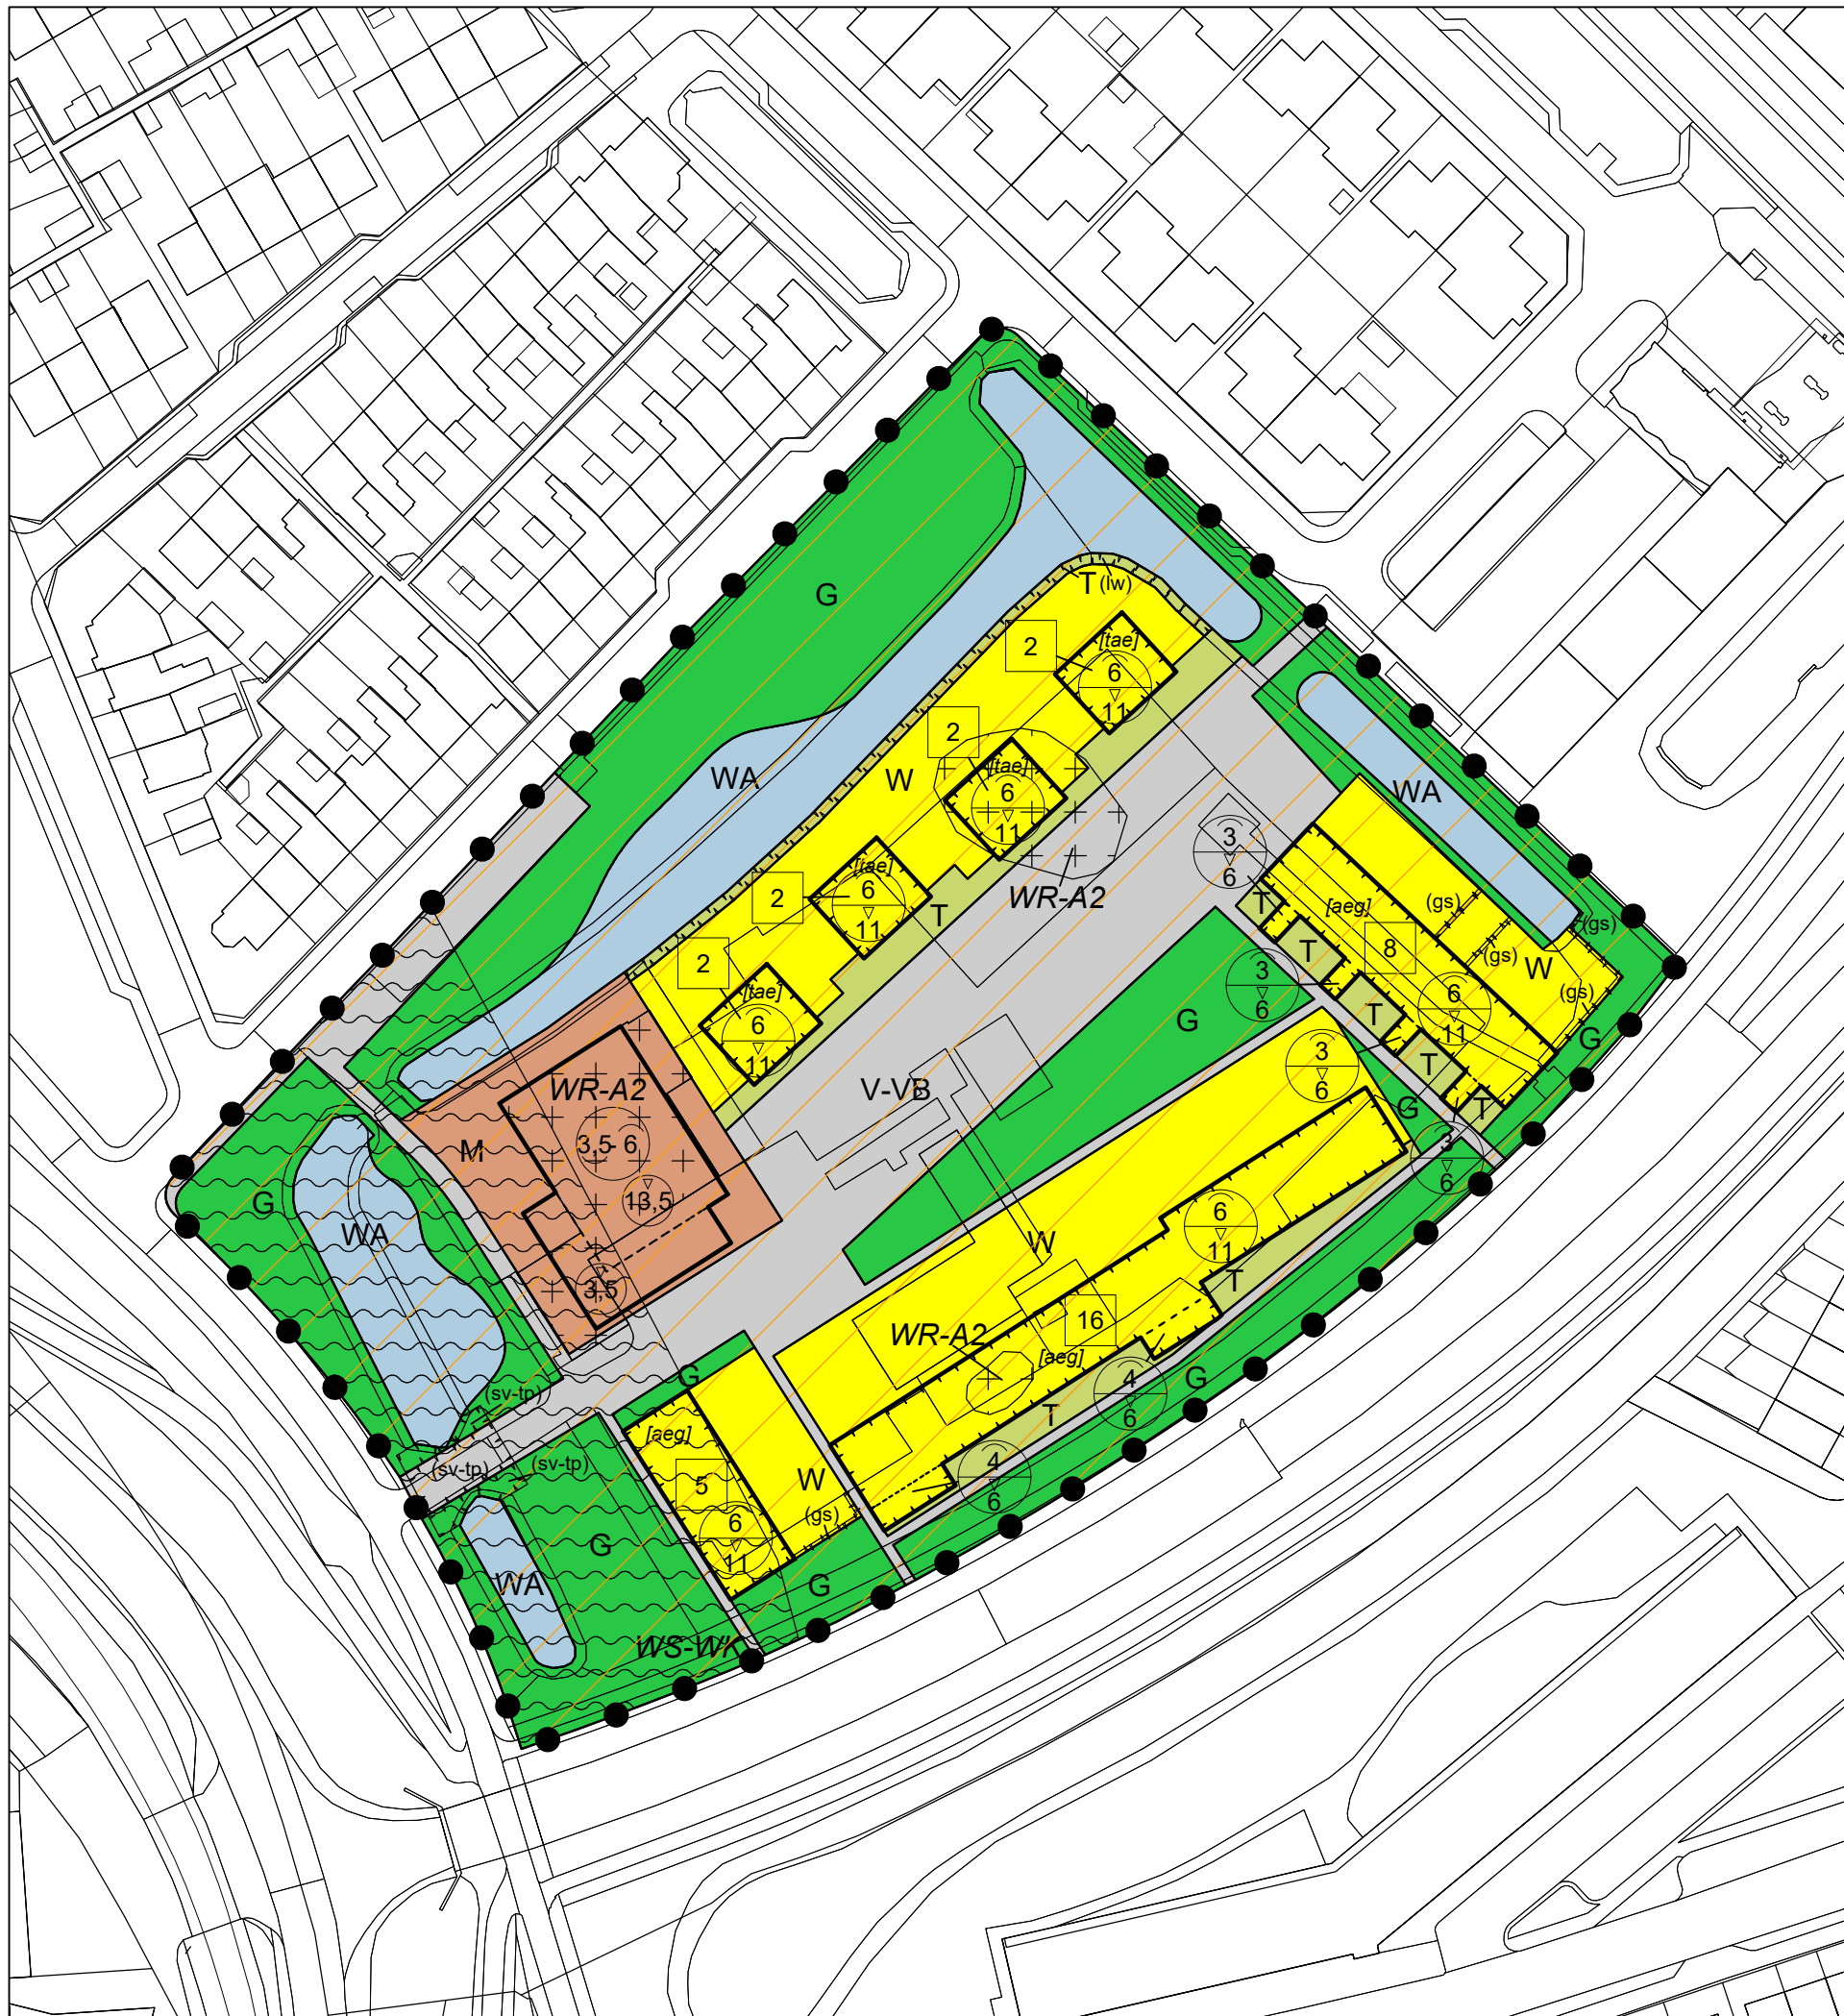 G
T (lw)
2
[tae]
6
11
2
[tae]
6
11
WA
W
WA
3
6
2
[tae]
6
11
WR-A2
T
T
[aeg]
(gs)
(gs)
8
(gs)
W
(gs)
2
[tae]
6
11
T
3
6
G
T
6
11
G
3
6
T
V-VB
WR-A2
T
G
M
3,5- 6
13,5
3
6
G
WA
W
6
11
T
3,5
WR-A2
16
[aeg]
G
(sv-tp)
G
4
6
T
[aeg]
(sv-tp)
(sv-tp)
5
W
4
6
(gs)
6
11
G
WA
G
WS-WK